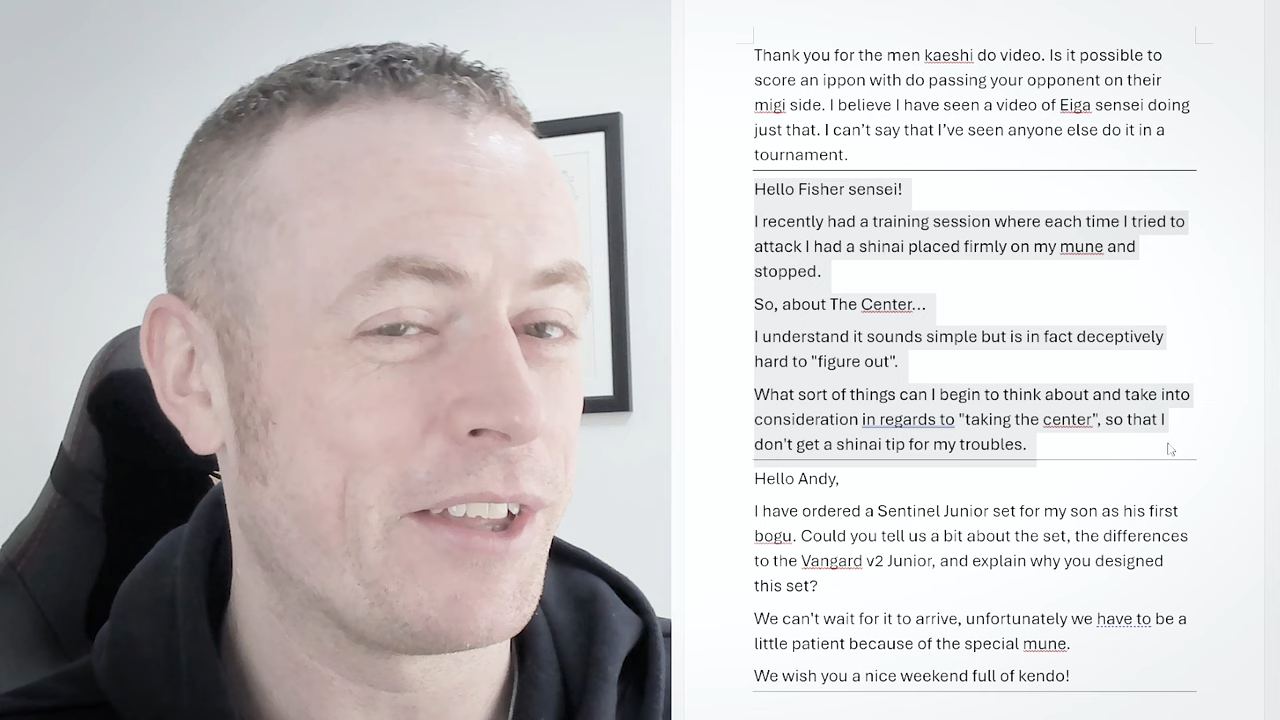 Thank you for the men kaeshi do video. Is it possible to
score an ippon with do passing your opponent on their
migi side. I believe I have seen a video of Eiga sensei doing
just that. I can't say that I've seen anyone else do it in a
tournament.
Hello Fisher sensei!
I recently had a training session where each time I tried to
attack I had a shinai placed firmly on my mune and
stopped.
So, about The Center...
I understand it sounds simple but is in fact deceptively
hard to "figure out".
What sort of things can I begin to think about and take into
consideration in regards to "taking the center", so that I
don't get a shinai tip for my troubles.
Hello Andy,
I have ordered a Sentinel Junior set for my son as his first
bogu. Could you tell us a bit about the set, the differences
to the Vangard v2 Junior, and explain why you designed
this set?
We can't wait for it to arrive, unfortunately we have to be a
little patient because of the special mune.
We wish you a nice weekend full of kendo!